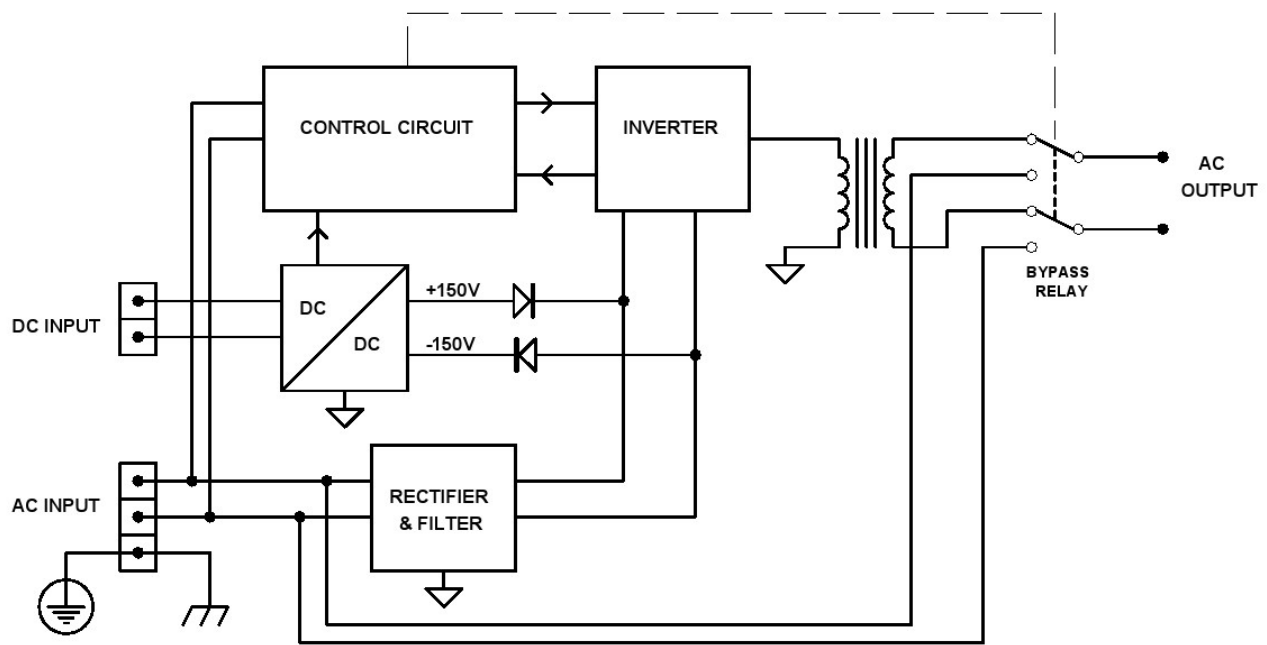 CONTROL CIRCUIT
INVERTER
AC
OUTPUT
BYPASS
RELAY
DC INPUT
DC
DC
+150V
-150V
AC INPUT
RECTIFIER
& FILTER